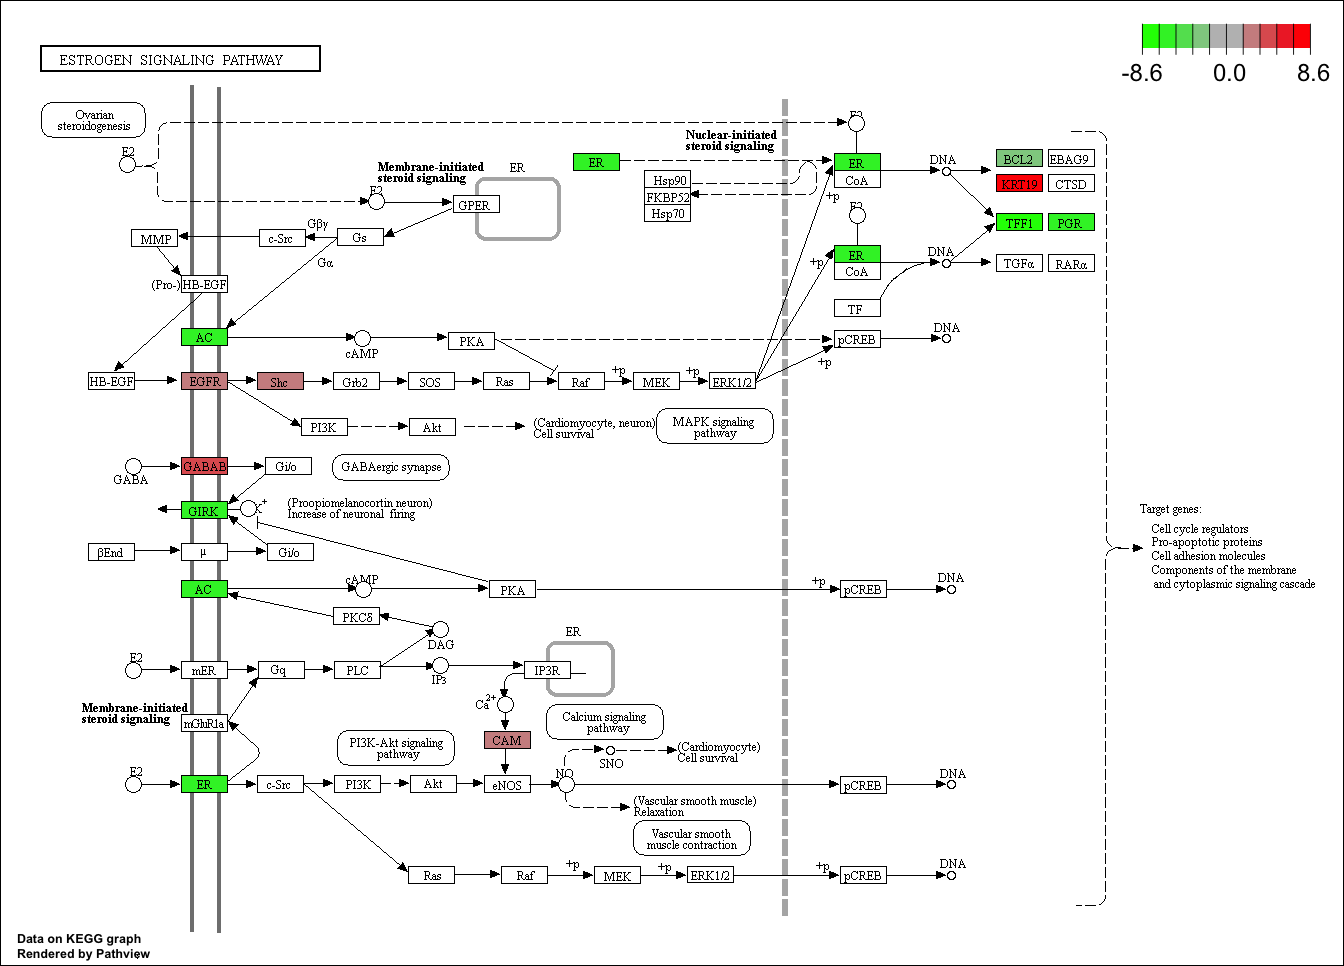 ESTROGEN SIGNALING PATHWAY
-8.6 0.0 8.6
Ovarian
steroidogenesis
E2
E2
Nuclear-initiated
steroid signaling
Membrane-initiated
steroid signaling
ER
ER
ER
CoA
DNA
BCL2 EBAG9
KRT19 CTSD
Hsp90
FKBP52
Hsp70
+p
E2
GPER
E2
TFF1 PGR
MMP
c-Src
Gβγ
Gs
Gα
ER
CoA
+p
DNA
TGFα RARα
(Pro-) HB-EGF
TF
AC
cAMP
PKA
pCREB
DNA
+p
HB-EGF
EGFR
Shc
Grb2
SOS
Ras
Raf
+p
MEK
+p
ERK1/2
PI3K
Akt
(Cardiomyocyte, neuron)
Cell survival
MAPK signaling
pathway
GABA
GABAB
Gi/o
GABAergic synapse
GIRK
K+
(Proopiomelanocortin neuron)
Increase of neuronal firing
Target genes:
Cell cycle regulators
Pro-apoptotic proteins
Cell adhesion molecules
Components of the membrane
and cytoplasmic signaling cascade
βEnd
μ
Gi/o
AC
cAMP
PKA
+p
pCREB
DNA
PKCδ
DAG
ER
E2
mER
Gq
PLC
IP3
IP3R
Ca2+
Membrane-initiated
steroid signaling
mGluR1a
Calcium signaling
pathway
PI3K-Akt signaling
pathway
CAM
(Cardiomyocyte)
Cell survival
SNO
E2
ER
c-Src
PI3K
Akt
eNOS
NO
pCREB
DNA
(Vascular smooth muscle)
Relaxation
Vascular smooth
muscle contraction
Ras
Raf
+p
MEK
+p
ERK1/2
+p
pCREB
DNA
Data on KEGG graph
Rendered by Pathview